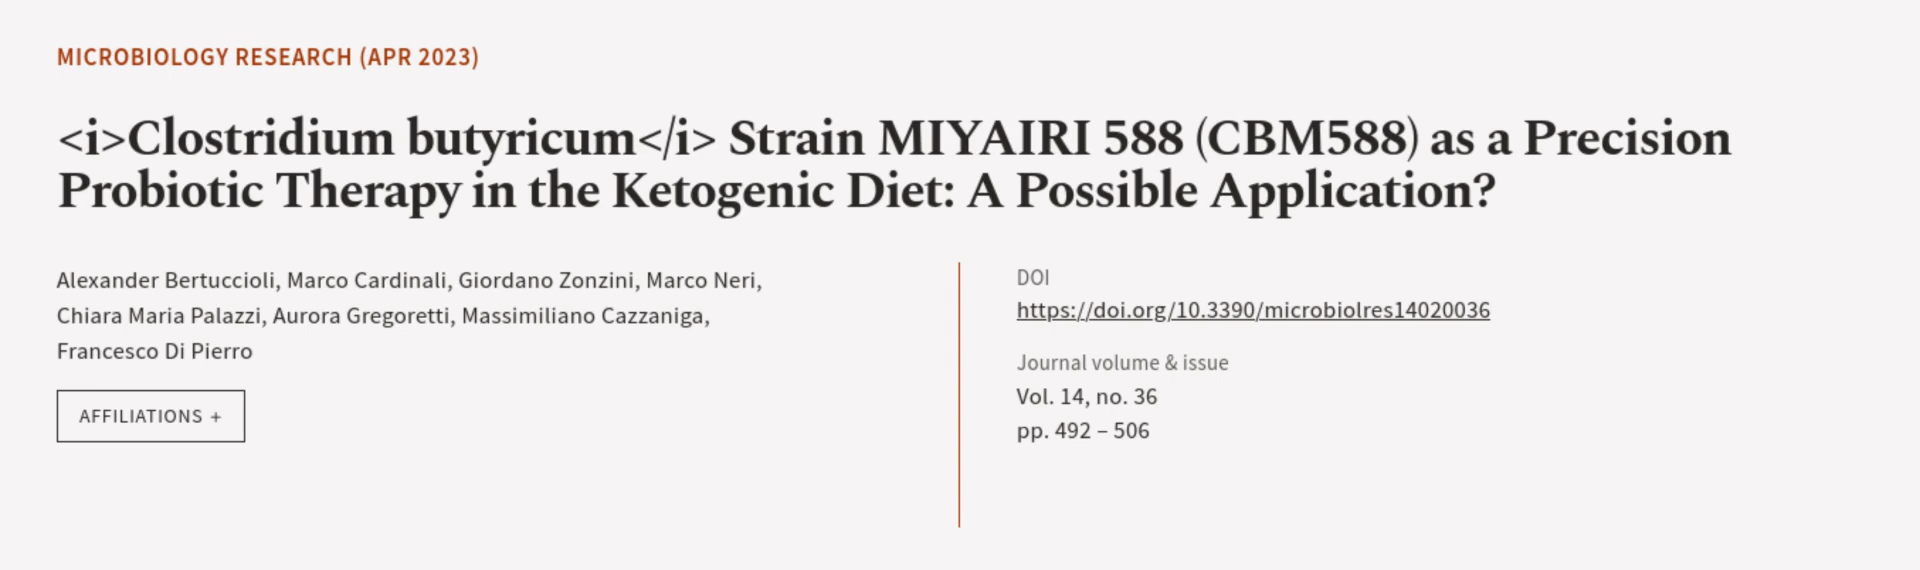 MICROBIOLOGY RESEARCH (APR 2023)
<i>Clostridium butyricum</i> Strain MIYAIRI 588 (CBM588) as a Precision
Probiotic Therapy in the Ketogenic Diet: A Possible Application?
Alexander Bertuccioli, Marco Cardinali, Giordano Zonzini, Marco Neri,
Chiara Maria Palazzi, Aurora Gregoretti, Massimiliano Cazzaniga,
Francesco Di Pierro
AFFILIATIONS +
DOI
https://doi.org/10.3390/microbiolres14020036
Journal volume & issue
Vol. 14, no. 36
pp. 492 – 506